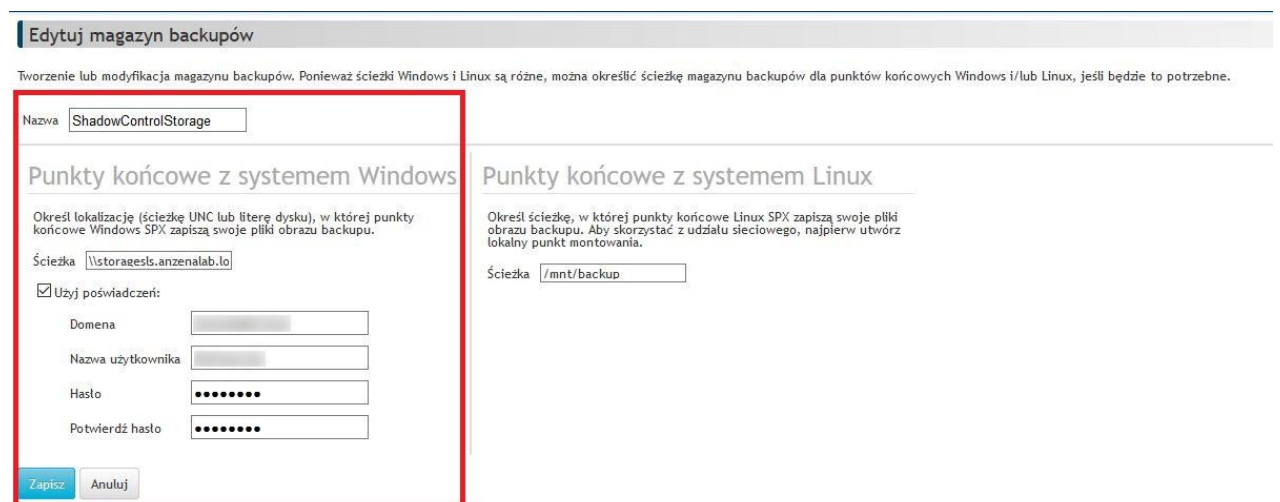 Edytuj magazyn backupów
Tworzenie lub modyfikacja magazynu backupów. Ponieważ ścieżki Windows i Linux są różne, można określić ścieżkę magazynu backupów dla punktów końcowych Windows i/lub Linux, jeśli będzie to potrzebne.
Nazwa ShadowControlStorage
Punkty końcowe z systemem Windows
Określ lokalizację (ścieżkę UNC lub literę dysku), w której punkty
końcowe Windows SPX zapiszą swoje pliki obrazu backupu.
Ścieżka \\storagesls.anzenalab.lo
Użyj poświadczeń:
Domena
Nazwa użytkownika
Hasło ●●●●●●●●
Potwierdź hasło ●●●●●●●●
Zapisz Anuluj
Punkty końcowe z systemem Linux
Określ ścieżkę, w której punkty końcowe Linux SPX zapiszą swoje pliki
obrazu backupu. Aby skorzystać z udziału sieciowego, najpierw utwórz
lokalny punkt montowania.
Ścieżka /mnt/backup